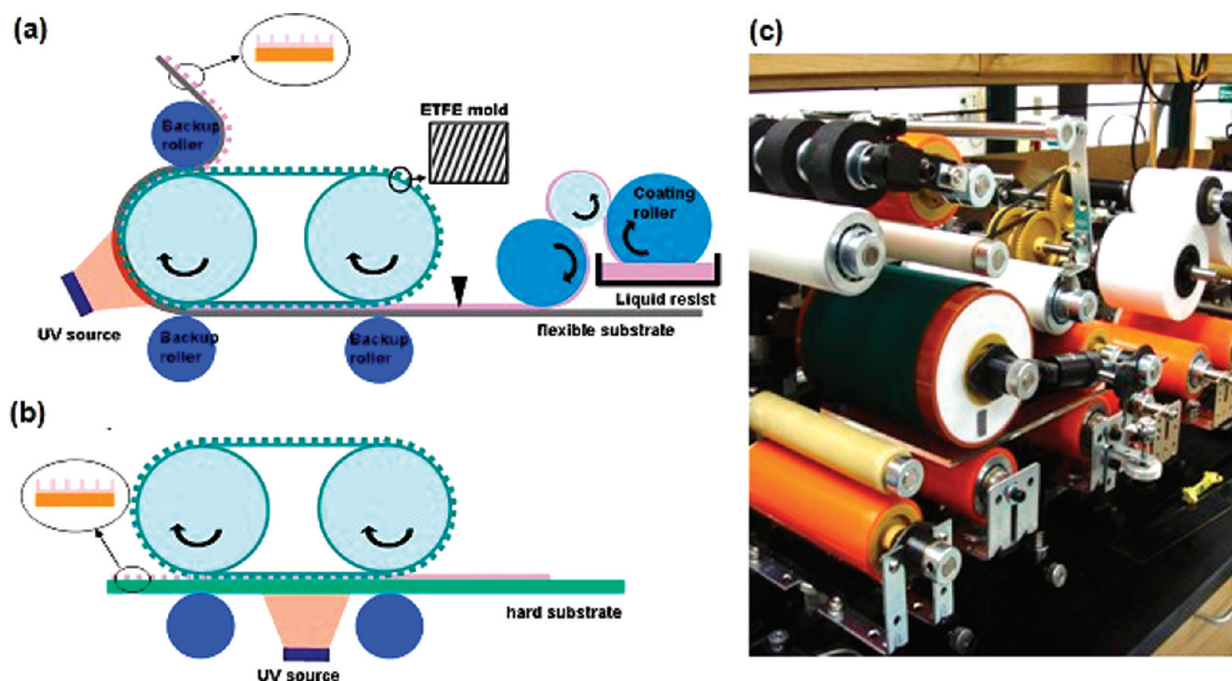 (a)
Backup
roller
ETFE mold
Coating
roller
Liquid resist
UV source
flexible substrate
Backup
roller
Backup
roller
(b)
hard substrate
UV source
(c)